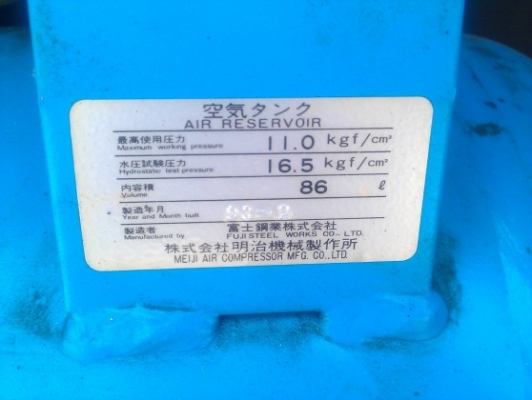 空気タンク
AIR RESERVOIR
最高使用圧力 11.0 kgf/cm²
Maximum working pressure
水圧試験圧力 16.5 kgf/cm²
Hydrostatic test pressure
内容積 86 ℓ
Volume
製造年月
Year and Month built
製造者 富士鋼業株式会社
Manufactured by FUJI STEEL WORKS CO.,LTD.
株式会社明治機械製作所
MEIJI AIR COMPRESSOR MFG. CO.,LTD.